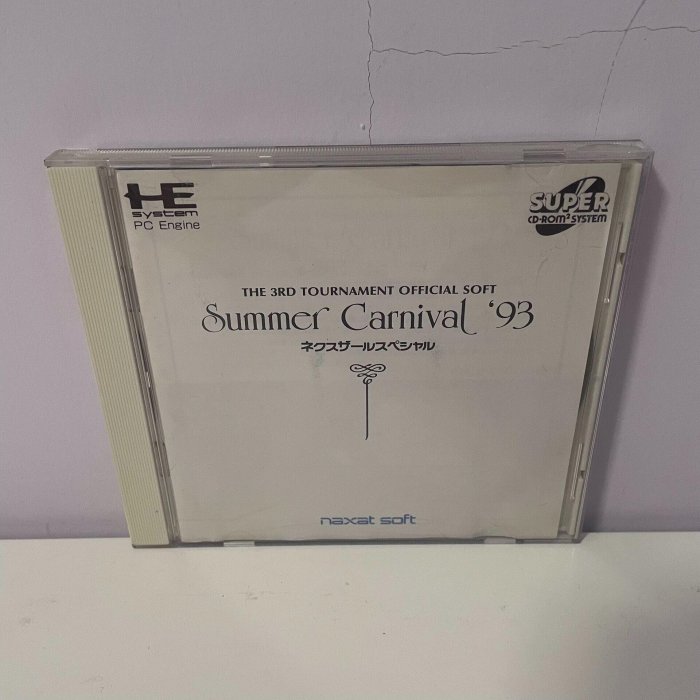 HE
system
PC Engine
SUPER
CD-ROM² SYSTEM
THE 3RD TOURNAMENT OFFICIAL SOFT
Summer Carnival '93
ネクスザールスペシャル
naxat soft